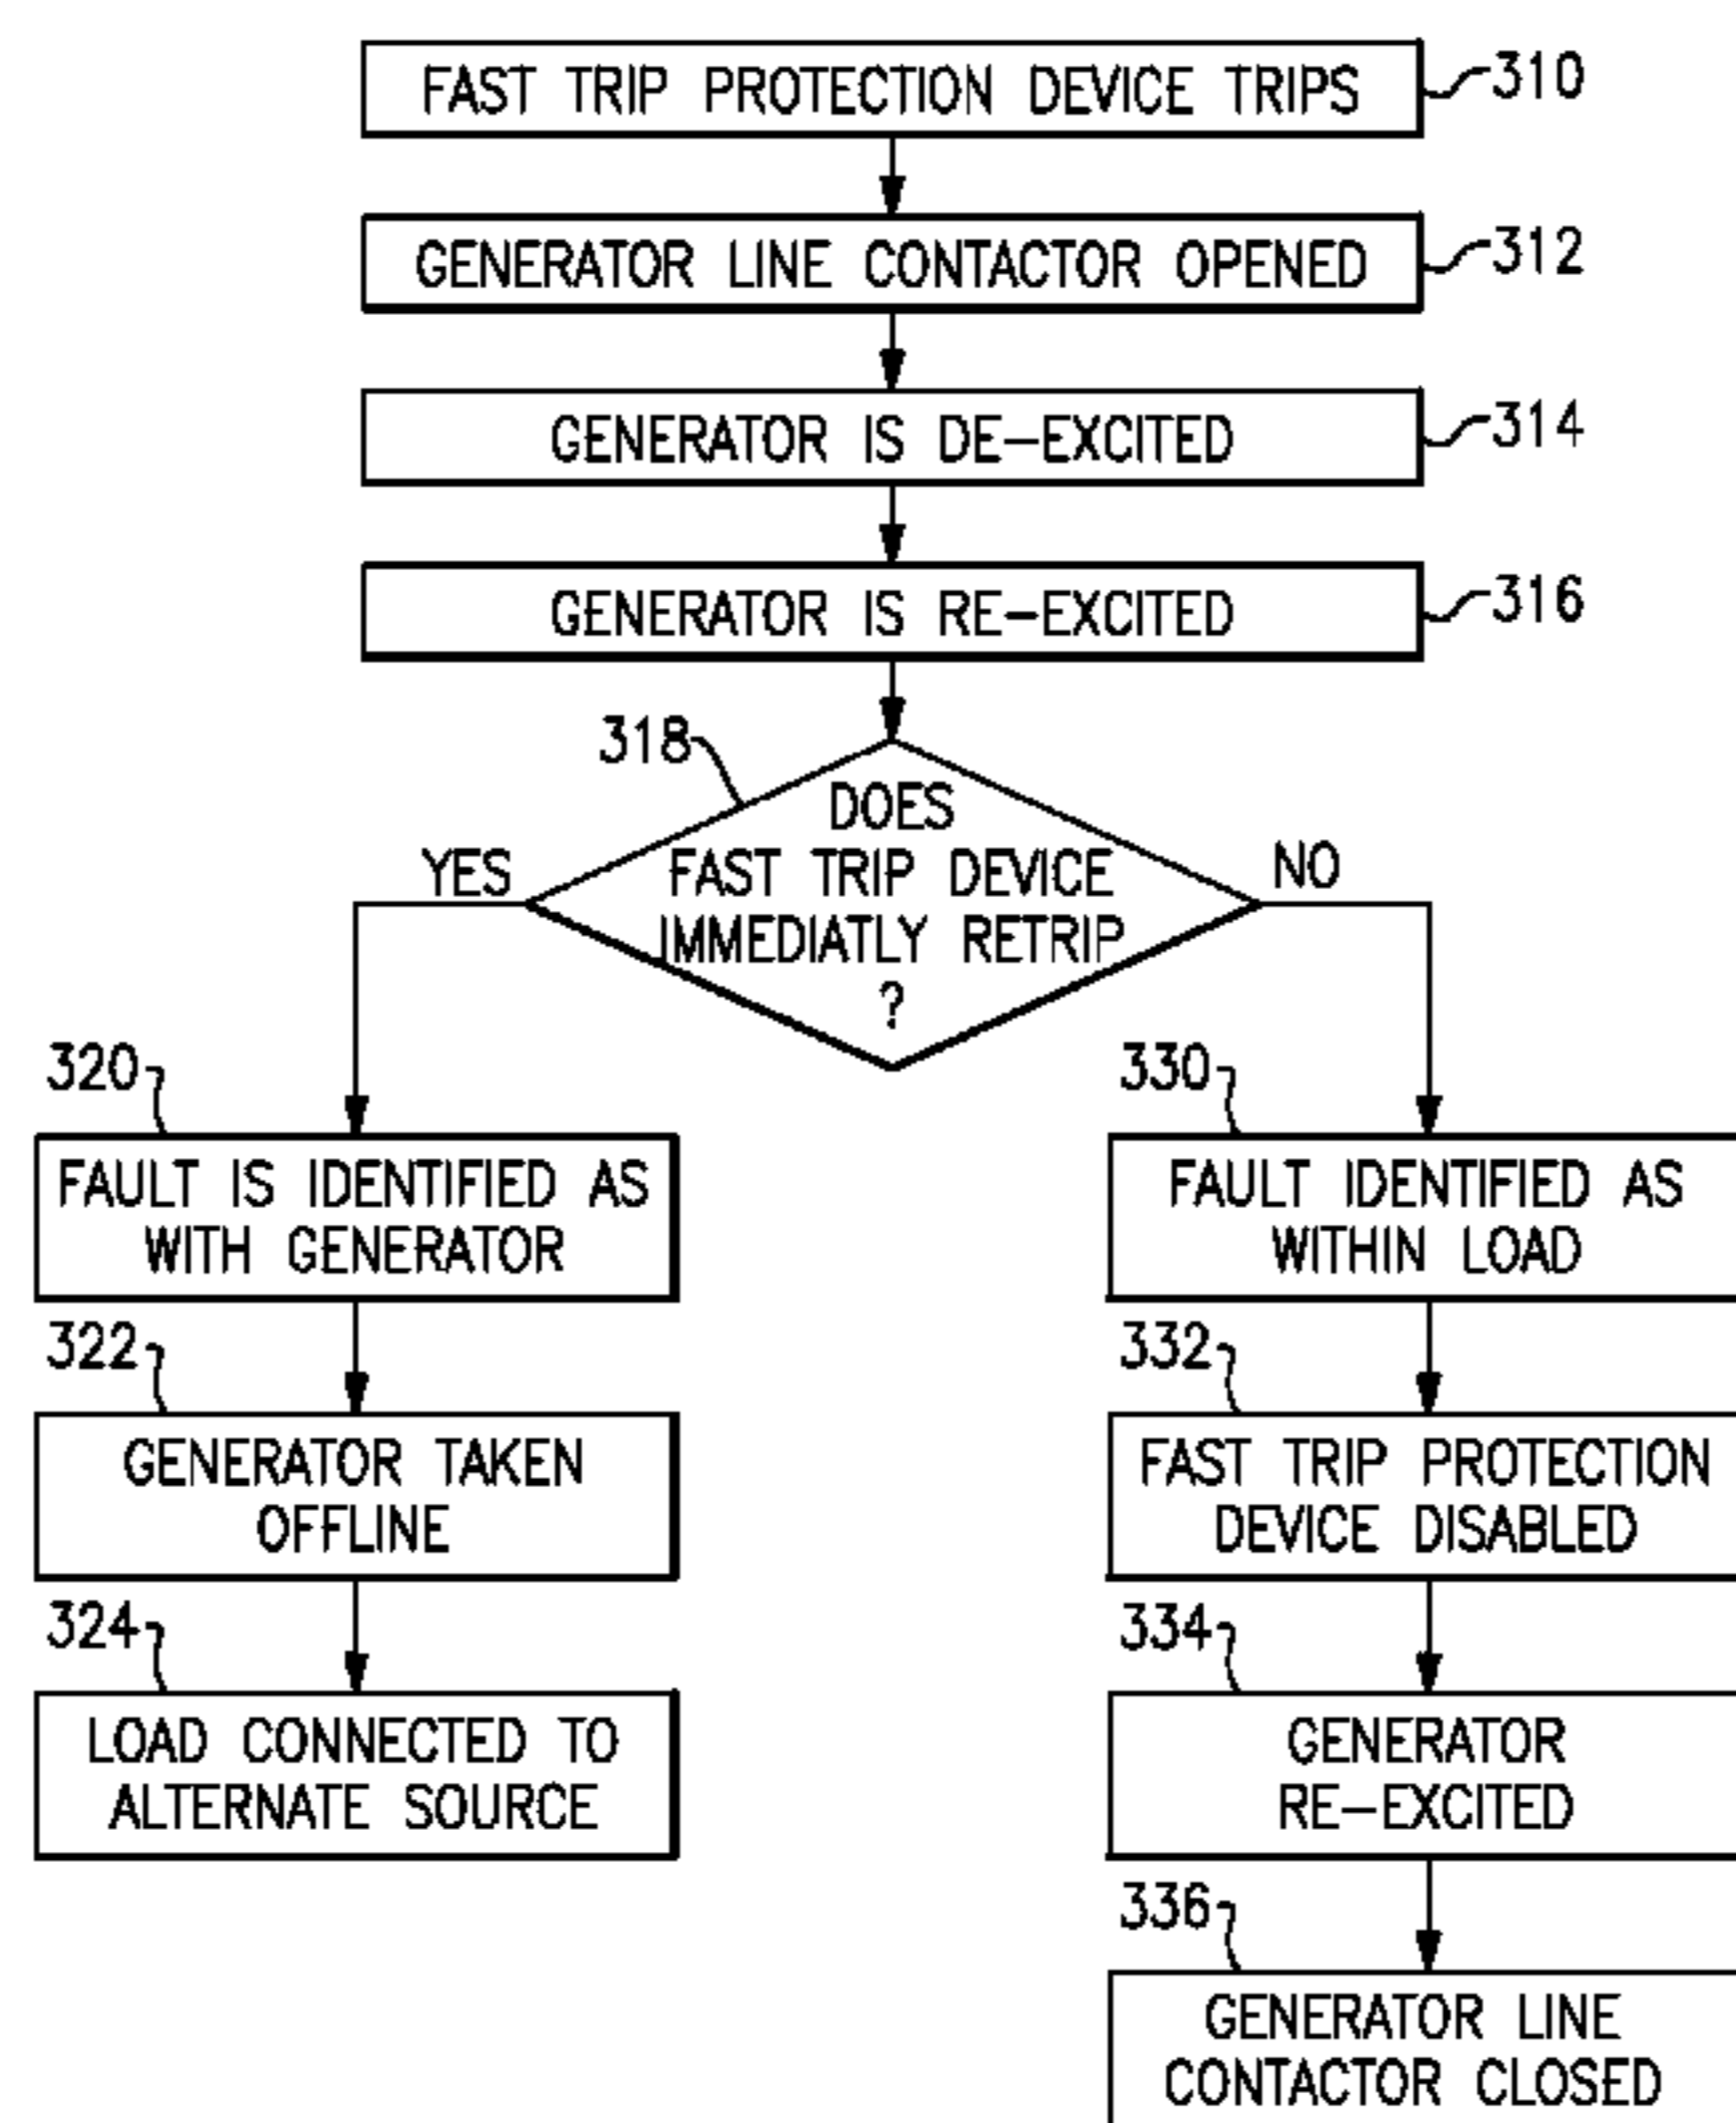 FAST TRIP PROTECTION DEVICE TRIPS
310
GENERATOR LINE CONTACTOR OPENED
312
GENERATOR IS DE-EXCITED
314
GENERATOR IS RE-EXCITED
316
318
DOES
FAST TRIP DEVICE
IMMEDIATLY RETRIP
?
YES
NO
320
FAULT IS IDENTIFIED AS
WITH GENERATOR
322
GENERATOR TAKEN
OFFLINE
324
LOAD CONNECTED TO
ALTERNATE SOURCE
330
FAULT IDENTIFIED AS
WITHIN LOAD
332
FAST TRIP PROTECTION
DEVICE DISABLED
334
GENERATOR
RE-EXCITED
336
GENERATOR LINE
CONTACTOR CLOSED